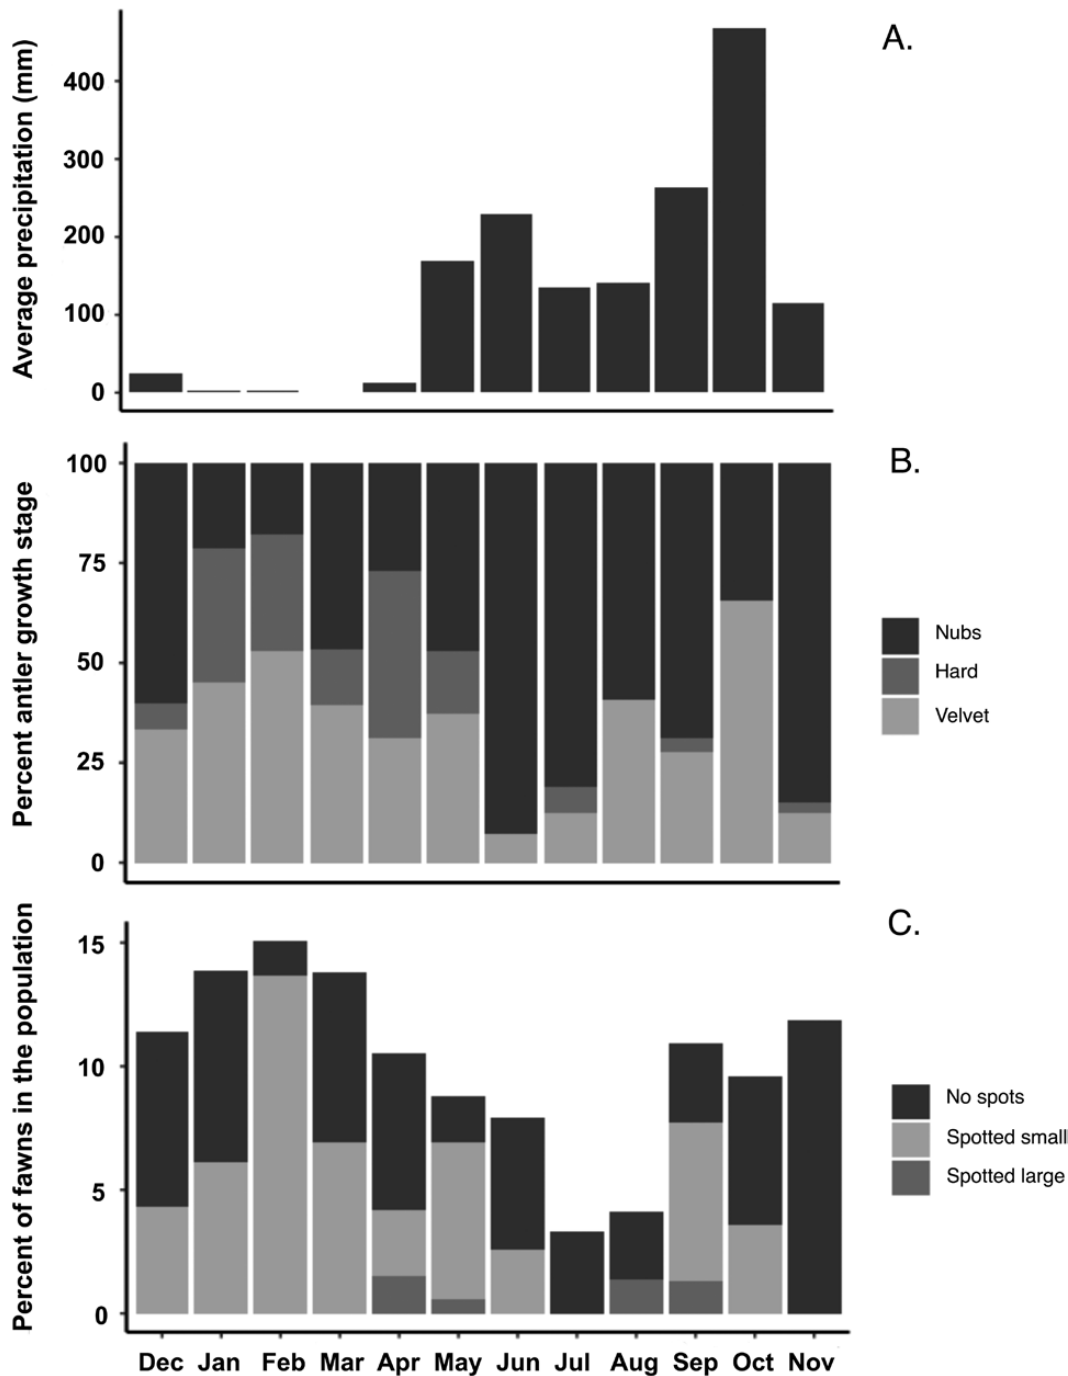 A.
Average precipitation (mm)
400
300
200
100
0
B.
Percent antler growth stage
100
75
50
25
0
Nubs
Hard
Velvet
C.
Percent of fawns in the population
15
10
5
0
No spots
Spotted small
Spotted large
Dec Jan Feb Mar Apr May Jun Jul Aug Sep Oct Nov